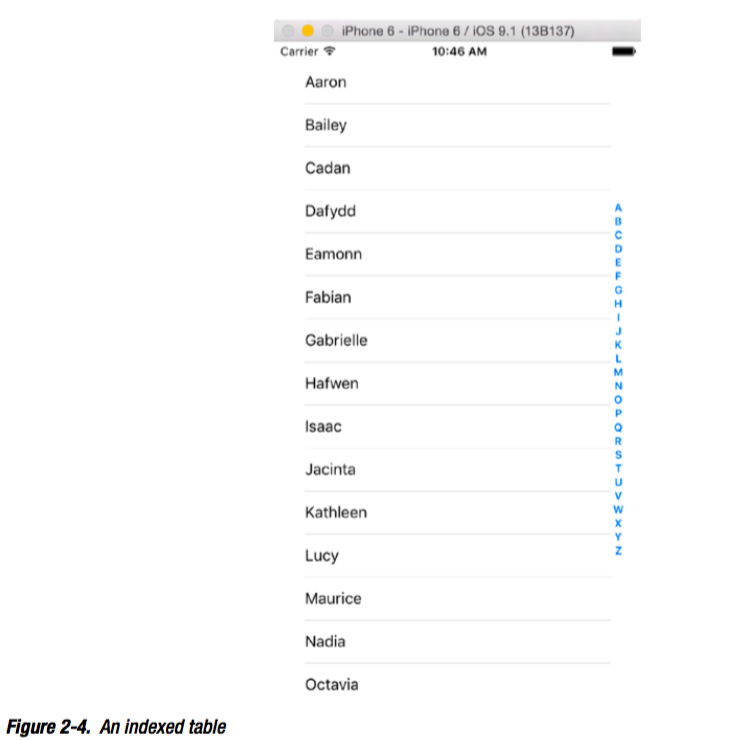 iPhone 6 - iPhone 6 / iOS 9.1 (13B137)
Carrier 10:46 AM
Aaron
Bailey
Cadan
Dafydd
Eamonn
Fabian
Gabrielle
Hafwen
Isaac
Jacinta
Kathleen
Lucy
Maurice
Nadia
Octavia
A
B
C
D
E
F
G
H
I
J
K
L
M
N
O
P
Q
R
S
T
U
V
W
X
Y
Z
Figure 2-4. An indexed table